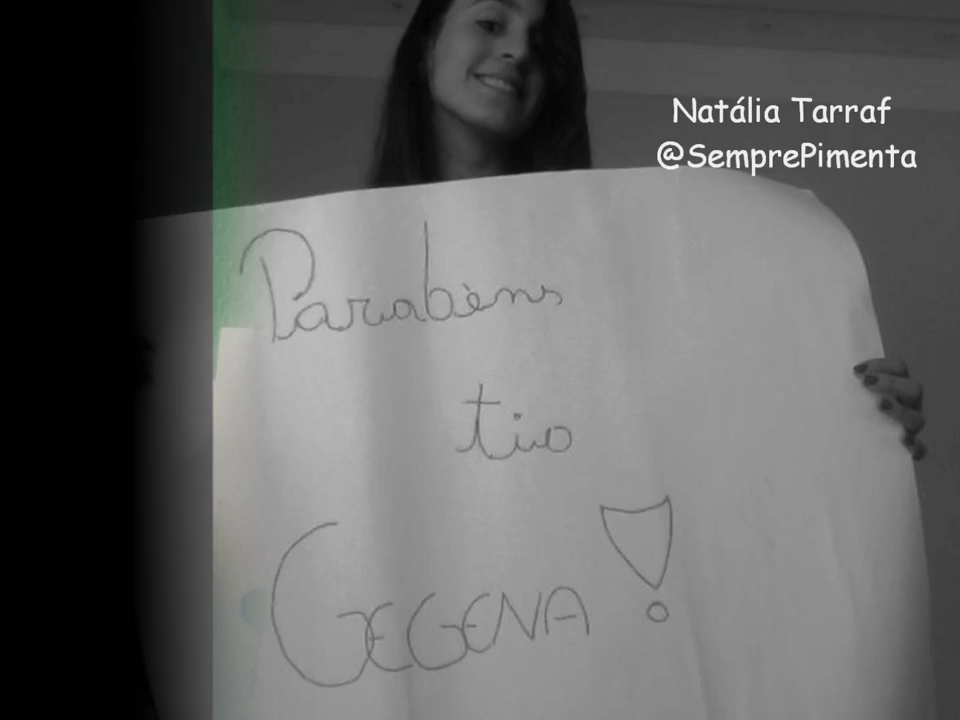 Natália Tarraf
@SemprePimenta
Parabéns
tio
GEGENA!